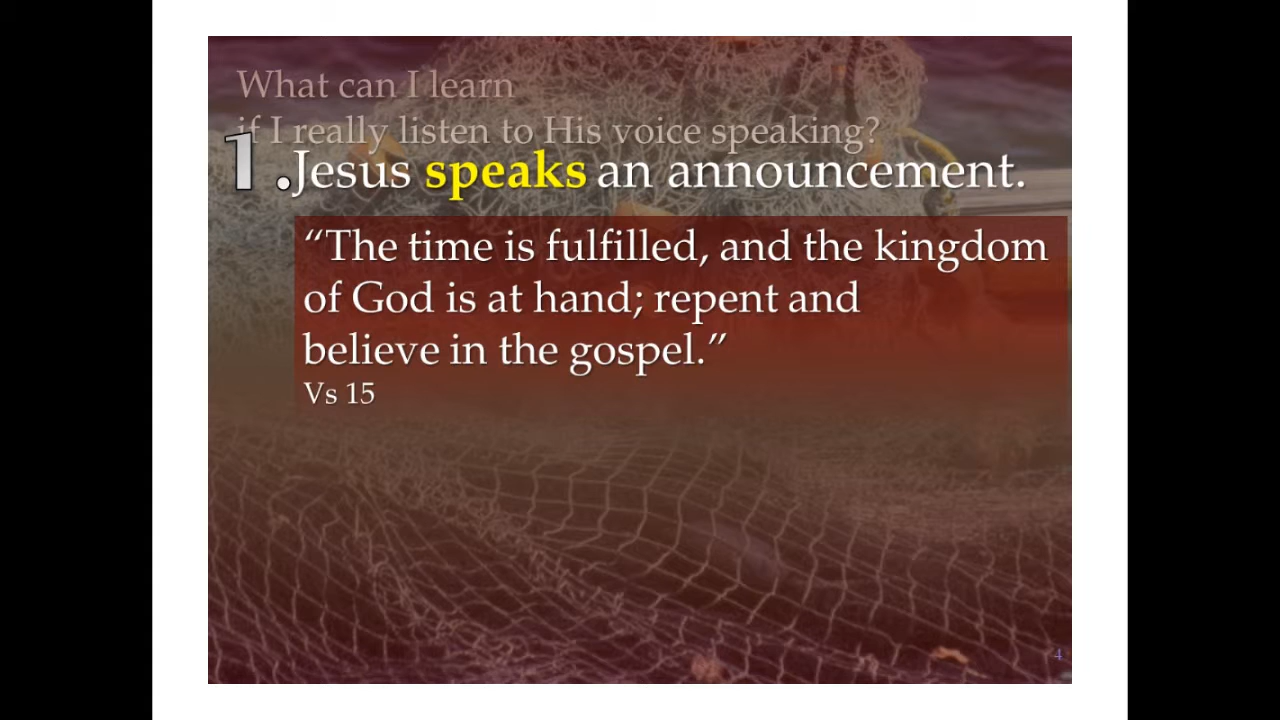 What can I learn
if I really listen to His voice speaking?
1.Jesus speaks an announcement.
“The time is fulfilled, and the kingdom
of God is at hand; repent and
believe in the gospel.”
Vs 15
4